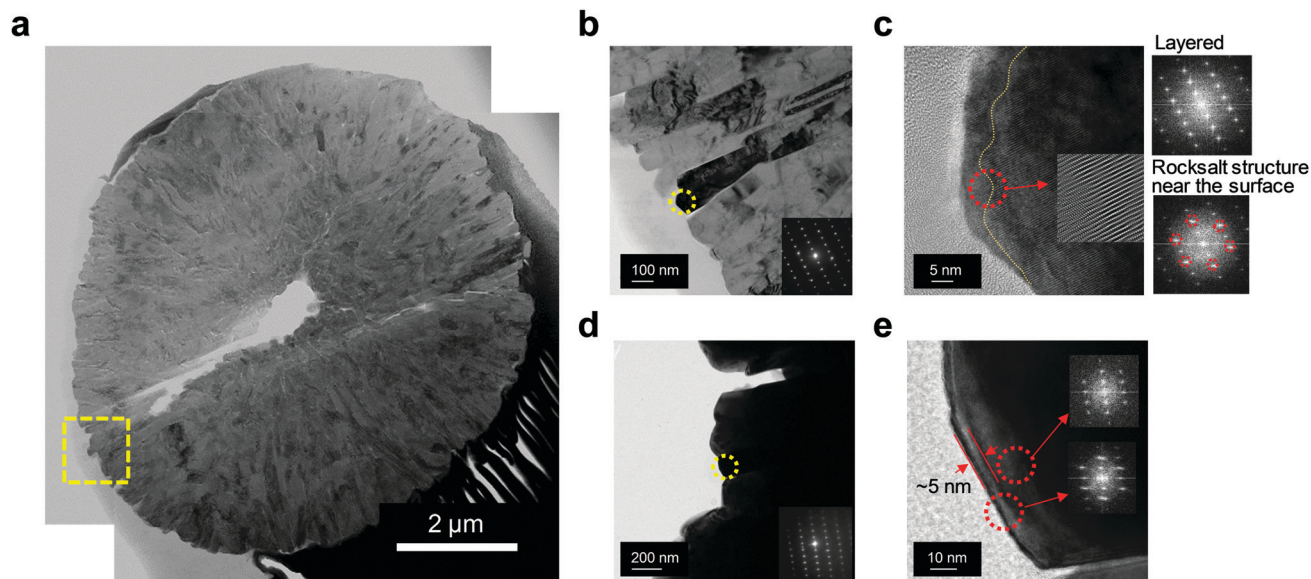 a
b
c
Layered
Rocksalt structure
near the surface
2 µm
100 nm
5 nm
d
e
~5 nm
200 nm
10 nm